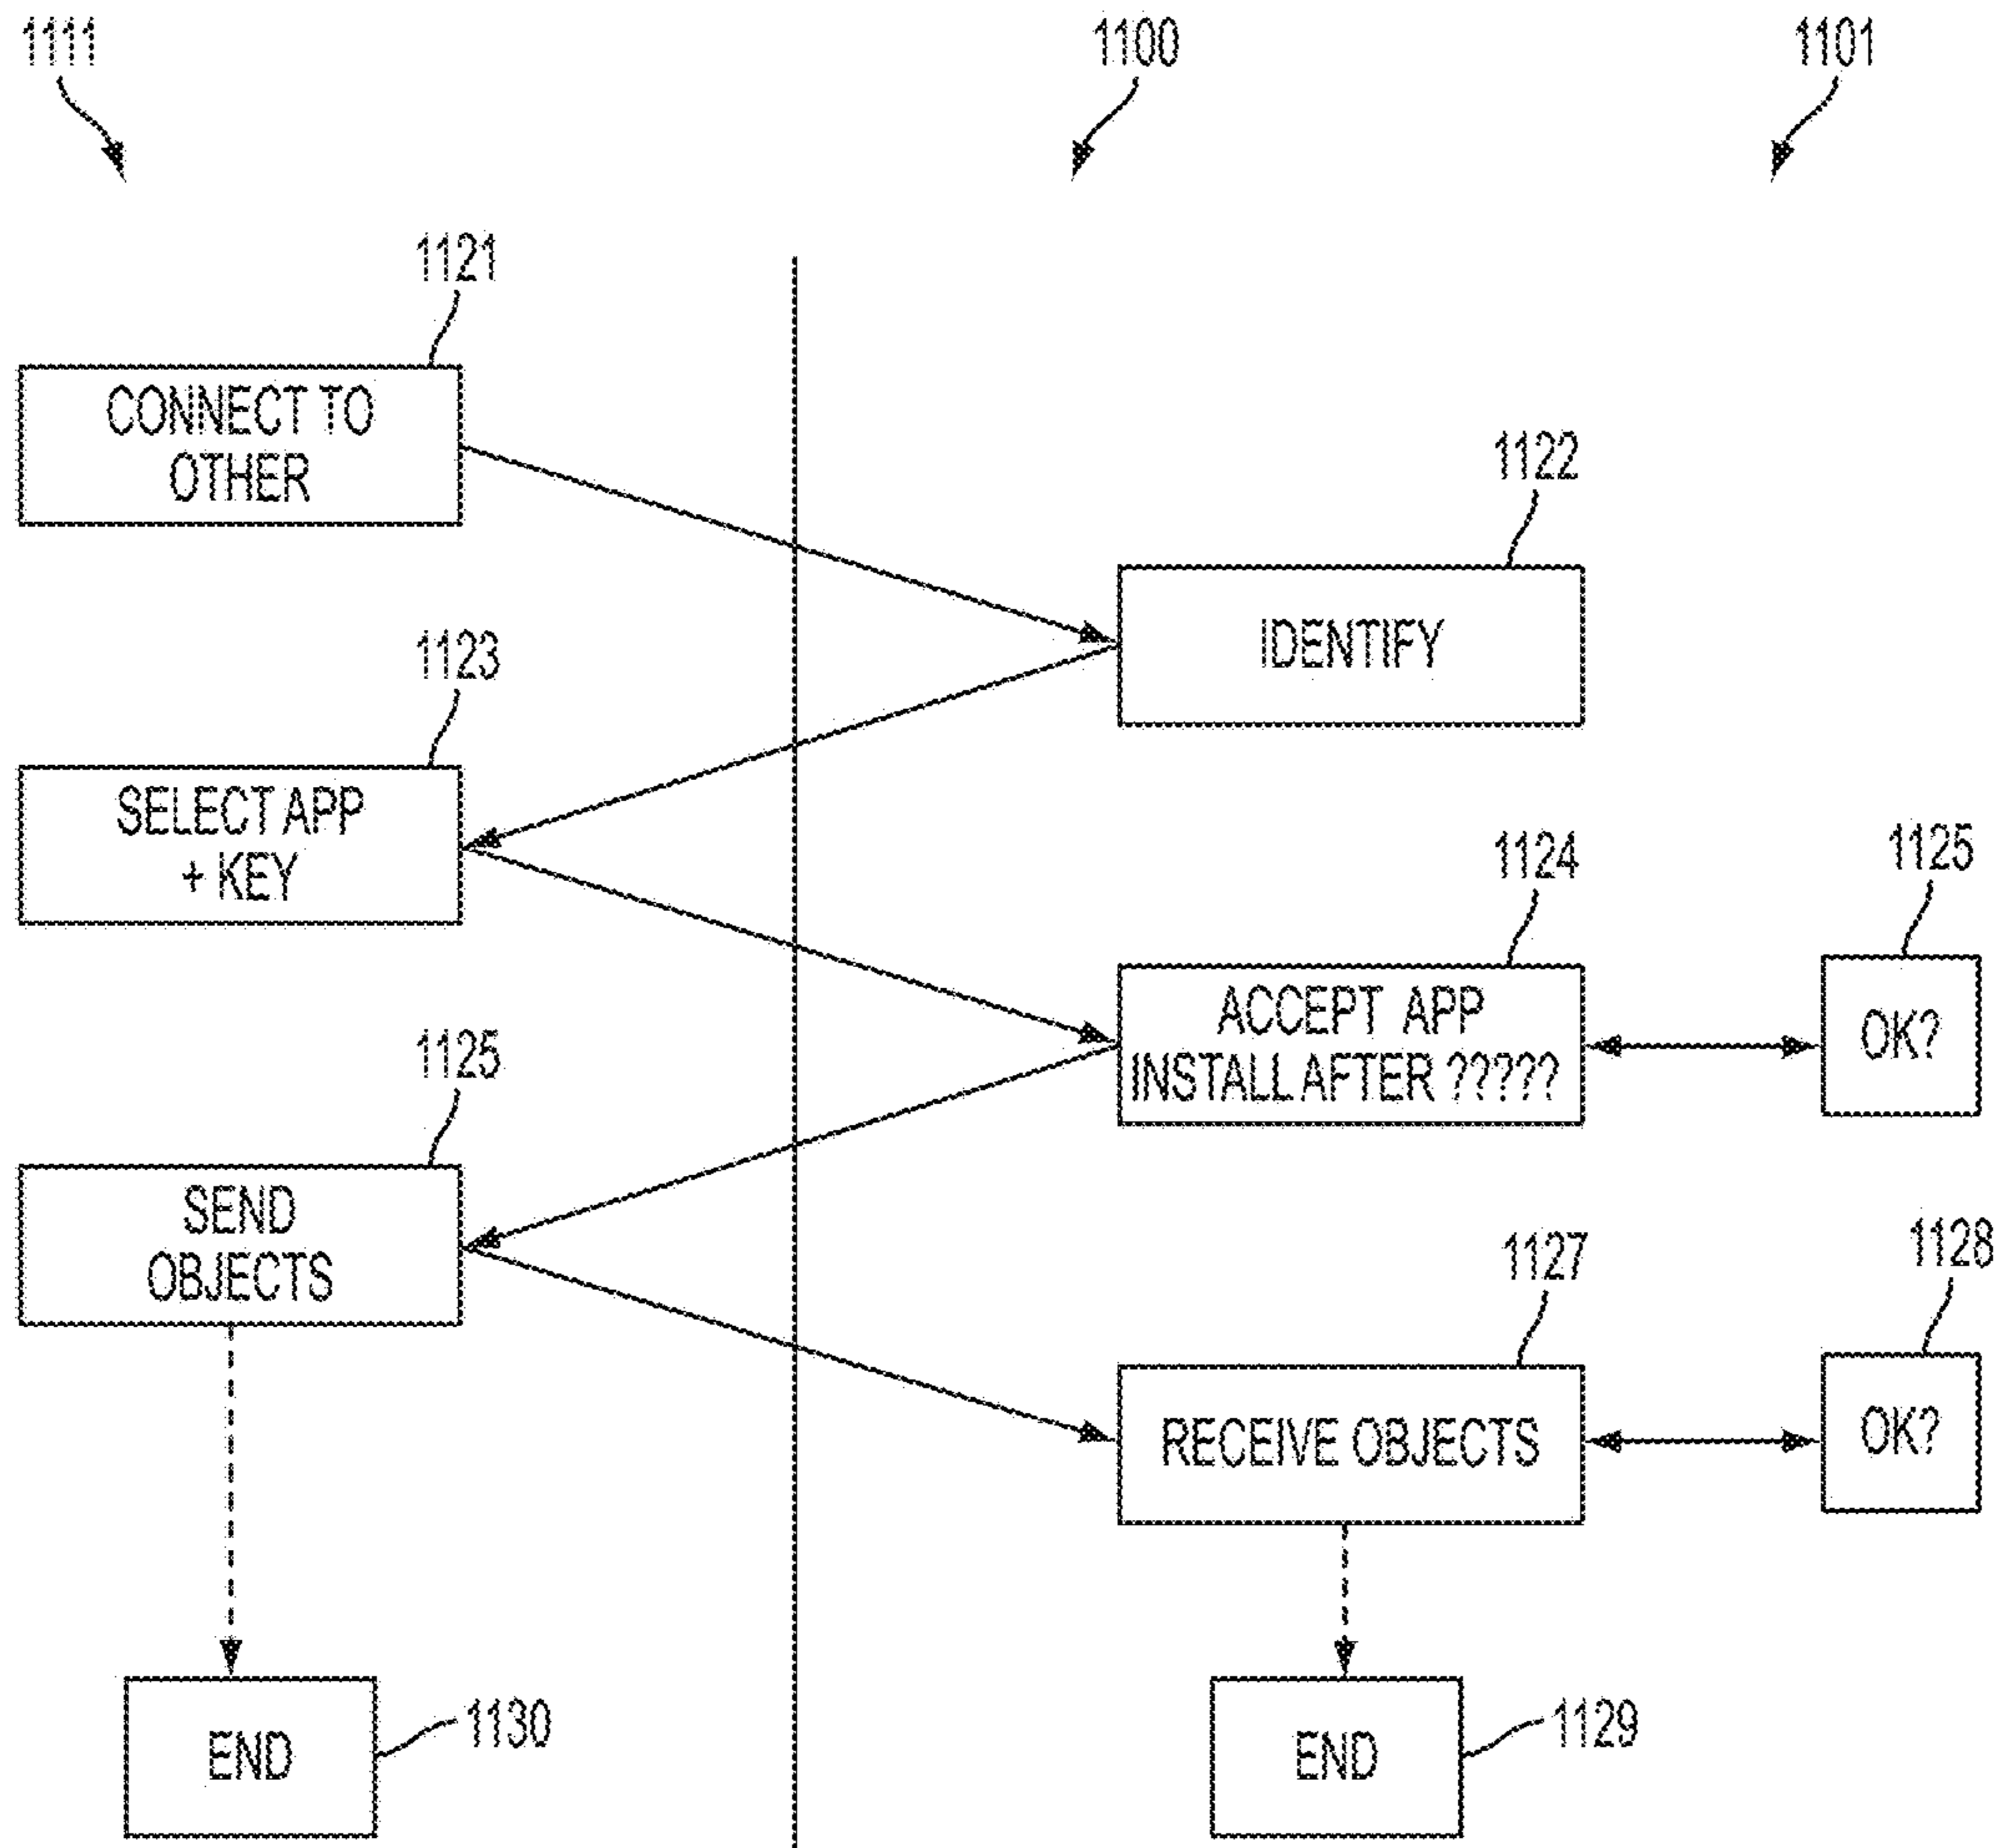 1111
1100
1101
1121
CONNECT TO
OTHER
1122
IDENTIFY
1123
SELECT APP
+ KEY
1124
ACCEPT APP
INSTALL AFTER ?????
1125
OK?
1125
SEND
OBJECTS
1127
RECEIVE OBJECTS
1128
OK?
END
1130
END
1129